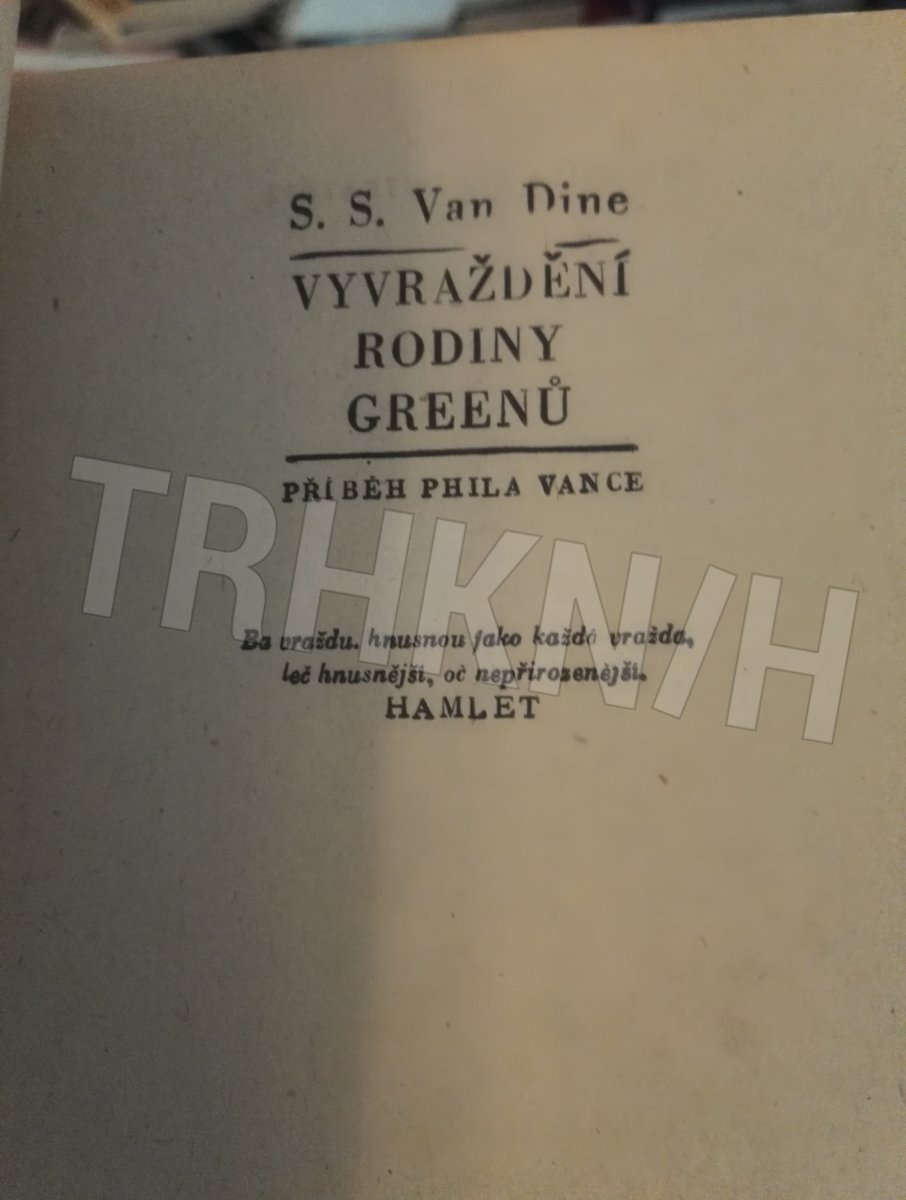 S. S. Van Dine
VYVRAŽDĚNÍ
RODINY
GREENŮ
PŘÍBĚH PHILA VANCE
TRHKN/H
Ba vraždu. hnusnou jako každá vražda,
leč hnusnější, oč nepřirozenější.
HAMLET